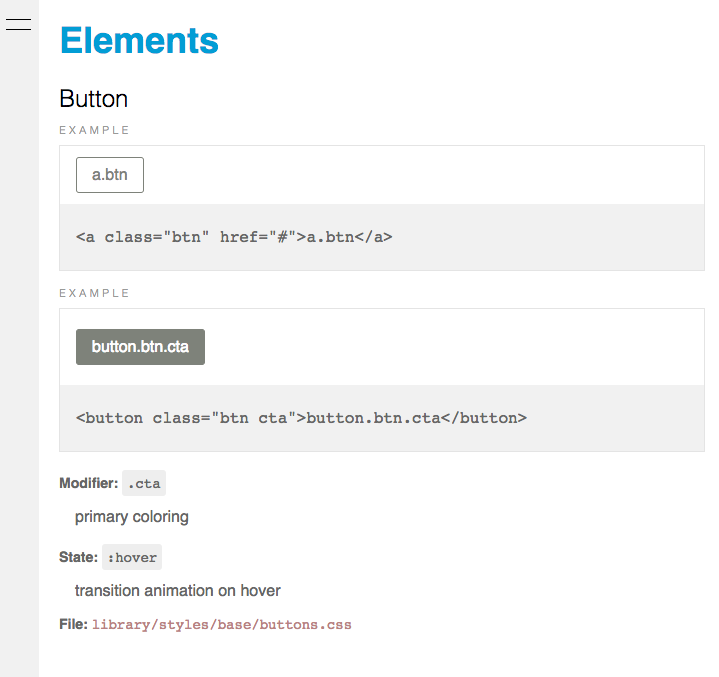 Elements
Button
EXAMPLE
a.btn
<a class="btn" href="#">a.btn</a>
EXAMPLE
button.btn.cta
<button class="btn cta">button.btn.cta</button>
Modifier: .cta
primary coloring
State: :hover
transition animation on hover
File: library/styles/base/buttons.css